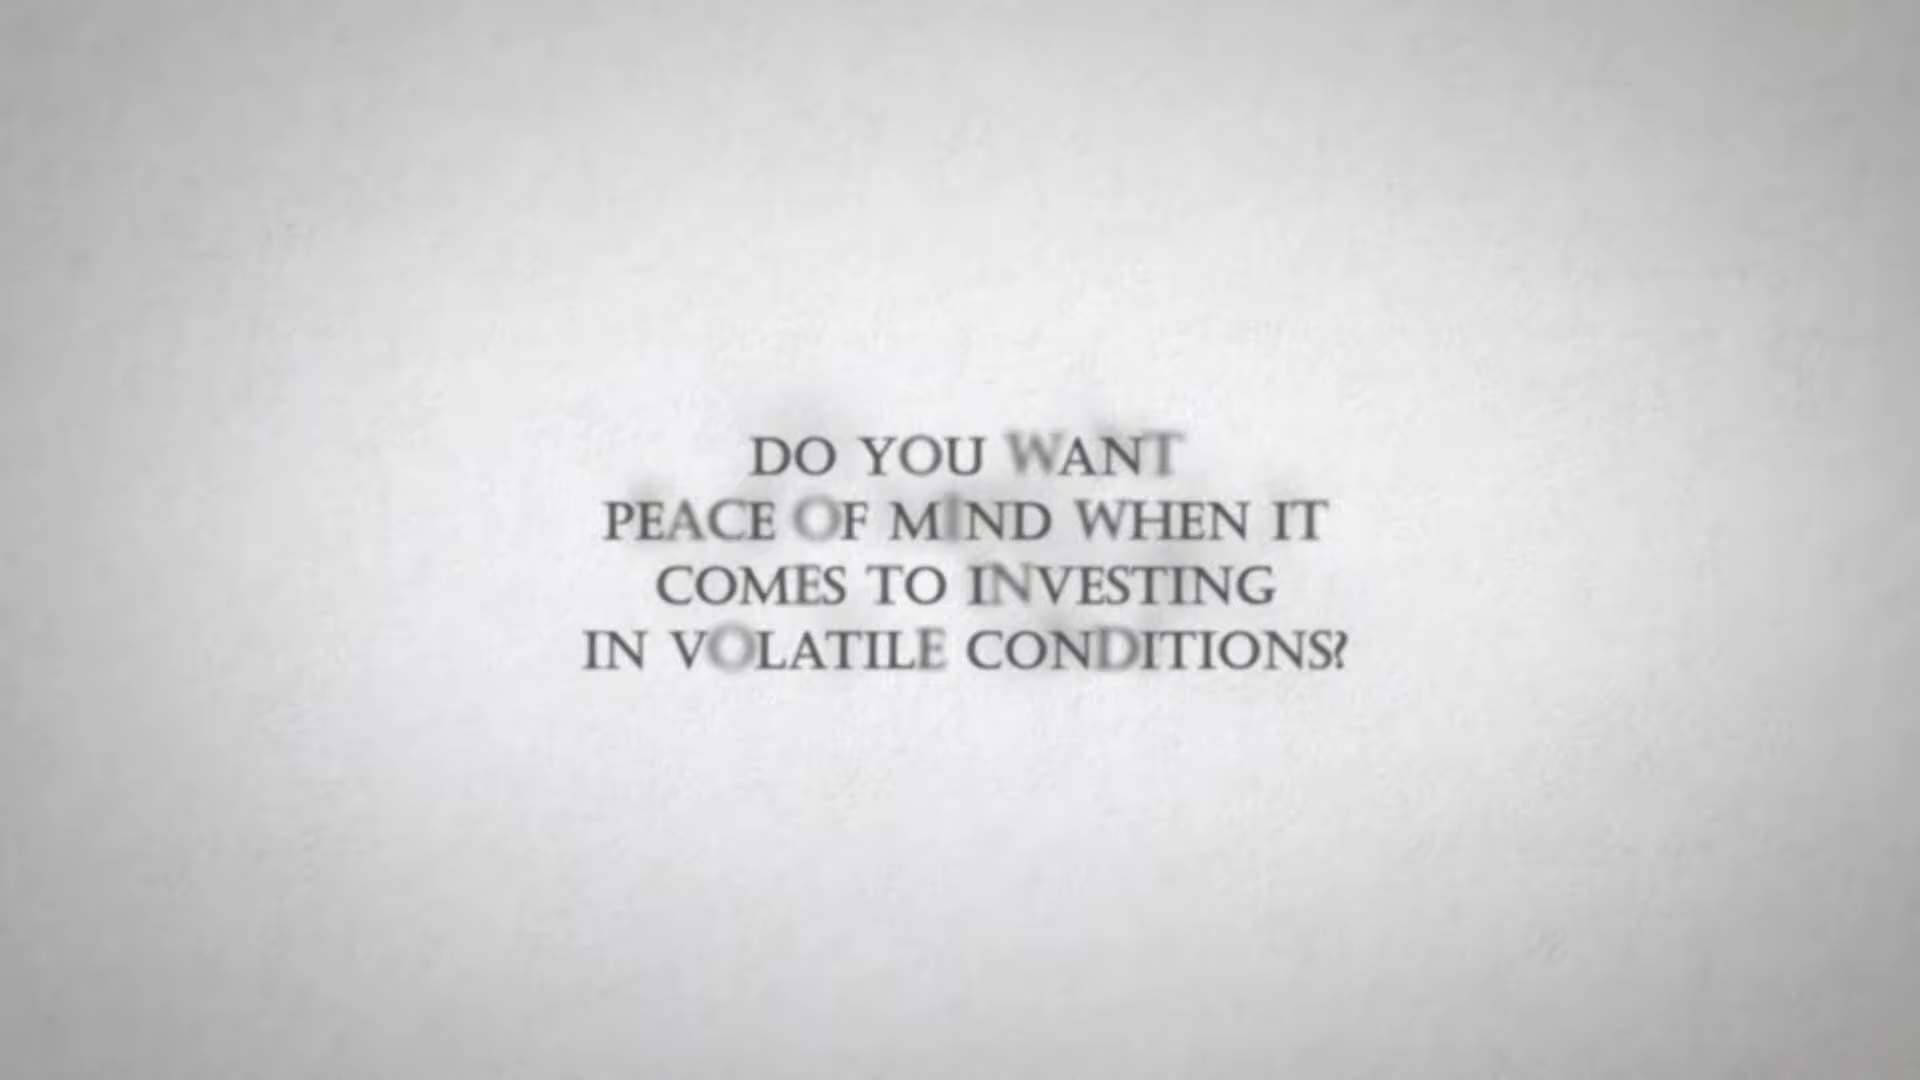 DO YOU WANT
PEACE OF MIND WHEN IT
COMES TO INVESTING
IN VOLATILE CONDITIONS?